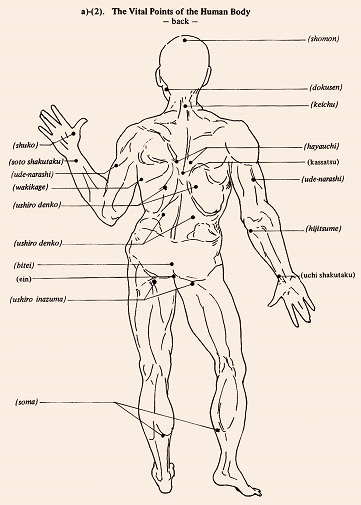 a)-(2). The Vital Points of the Human Body
— back —
(shomon)
(dokusen)
(keichu)
(shuko)
(hayauchi)
(soto shakutaku)
(kassatsu)
(ude-narashi)
(ude-narashi)
(wakikage)
(ushiro denko)
(hijitsume)
(ushiro denko)
(bitei)
(ein)
(uchi shakutaku)
(ushiro inazuma)
(soma)